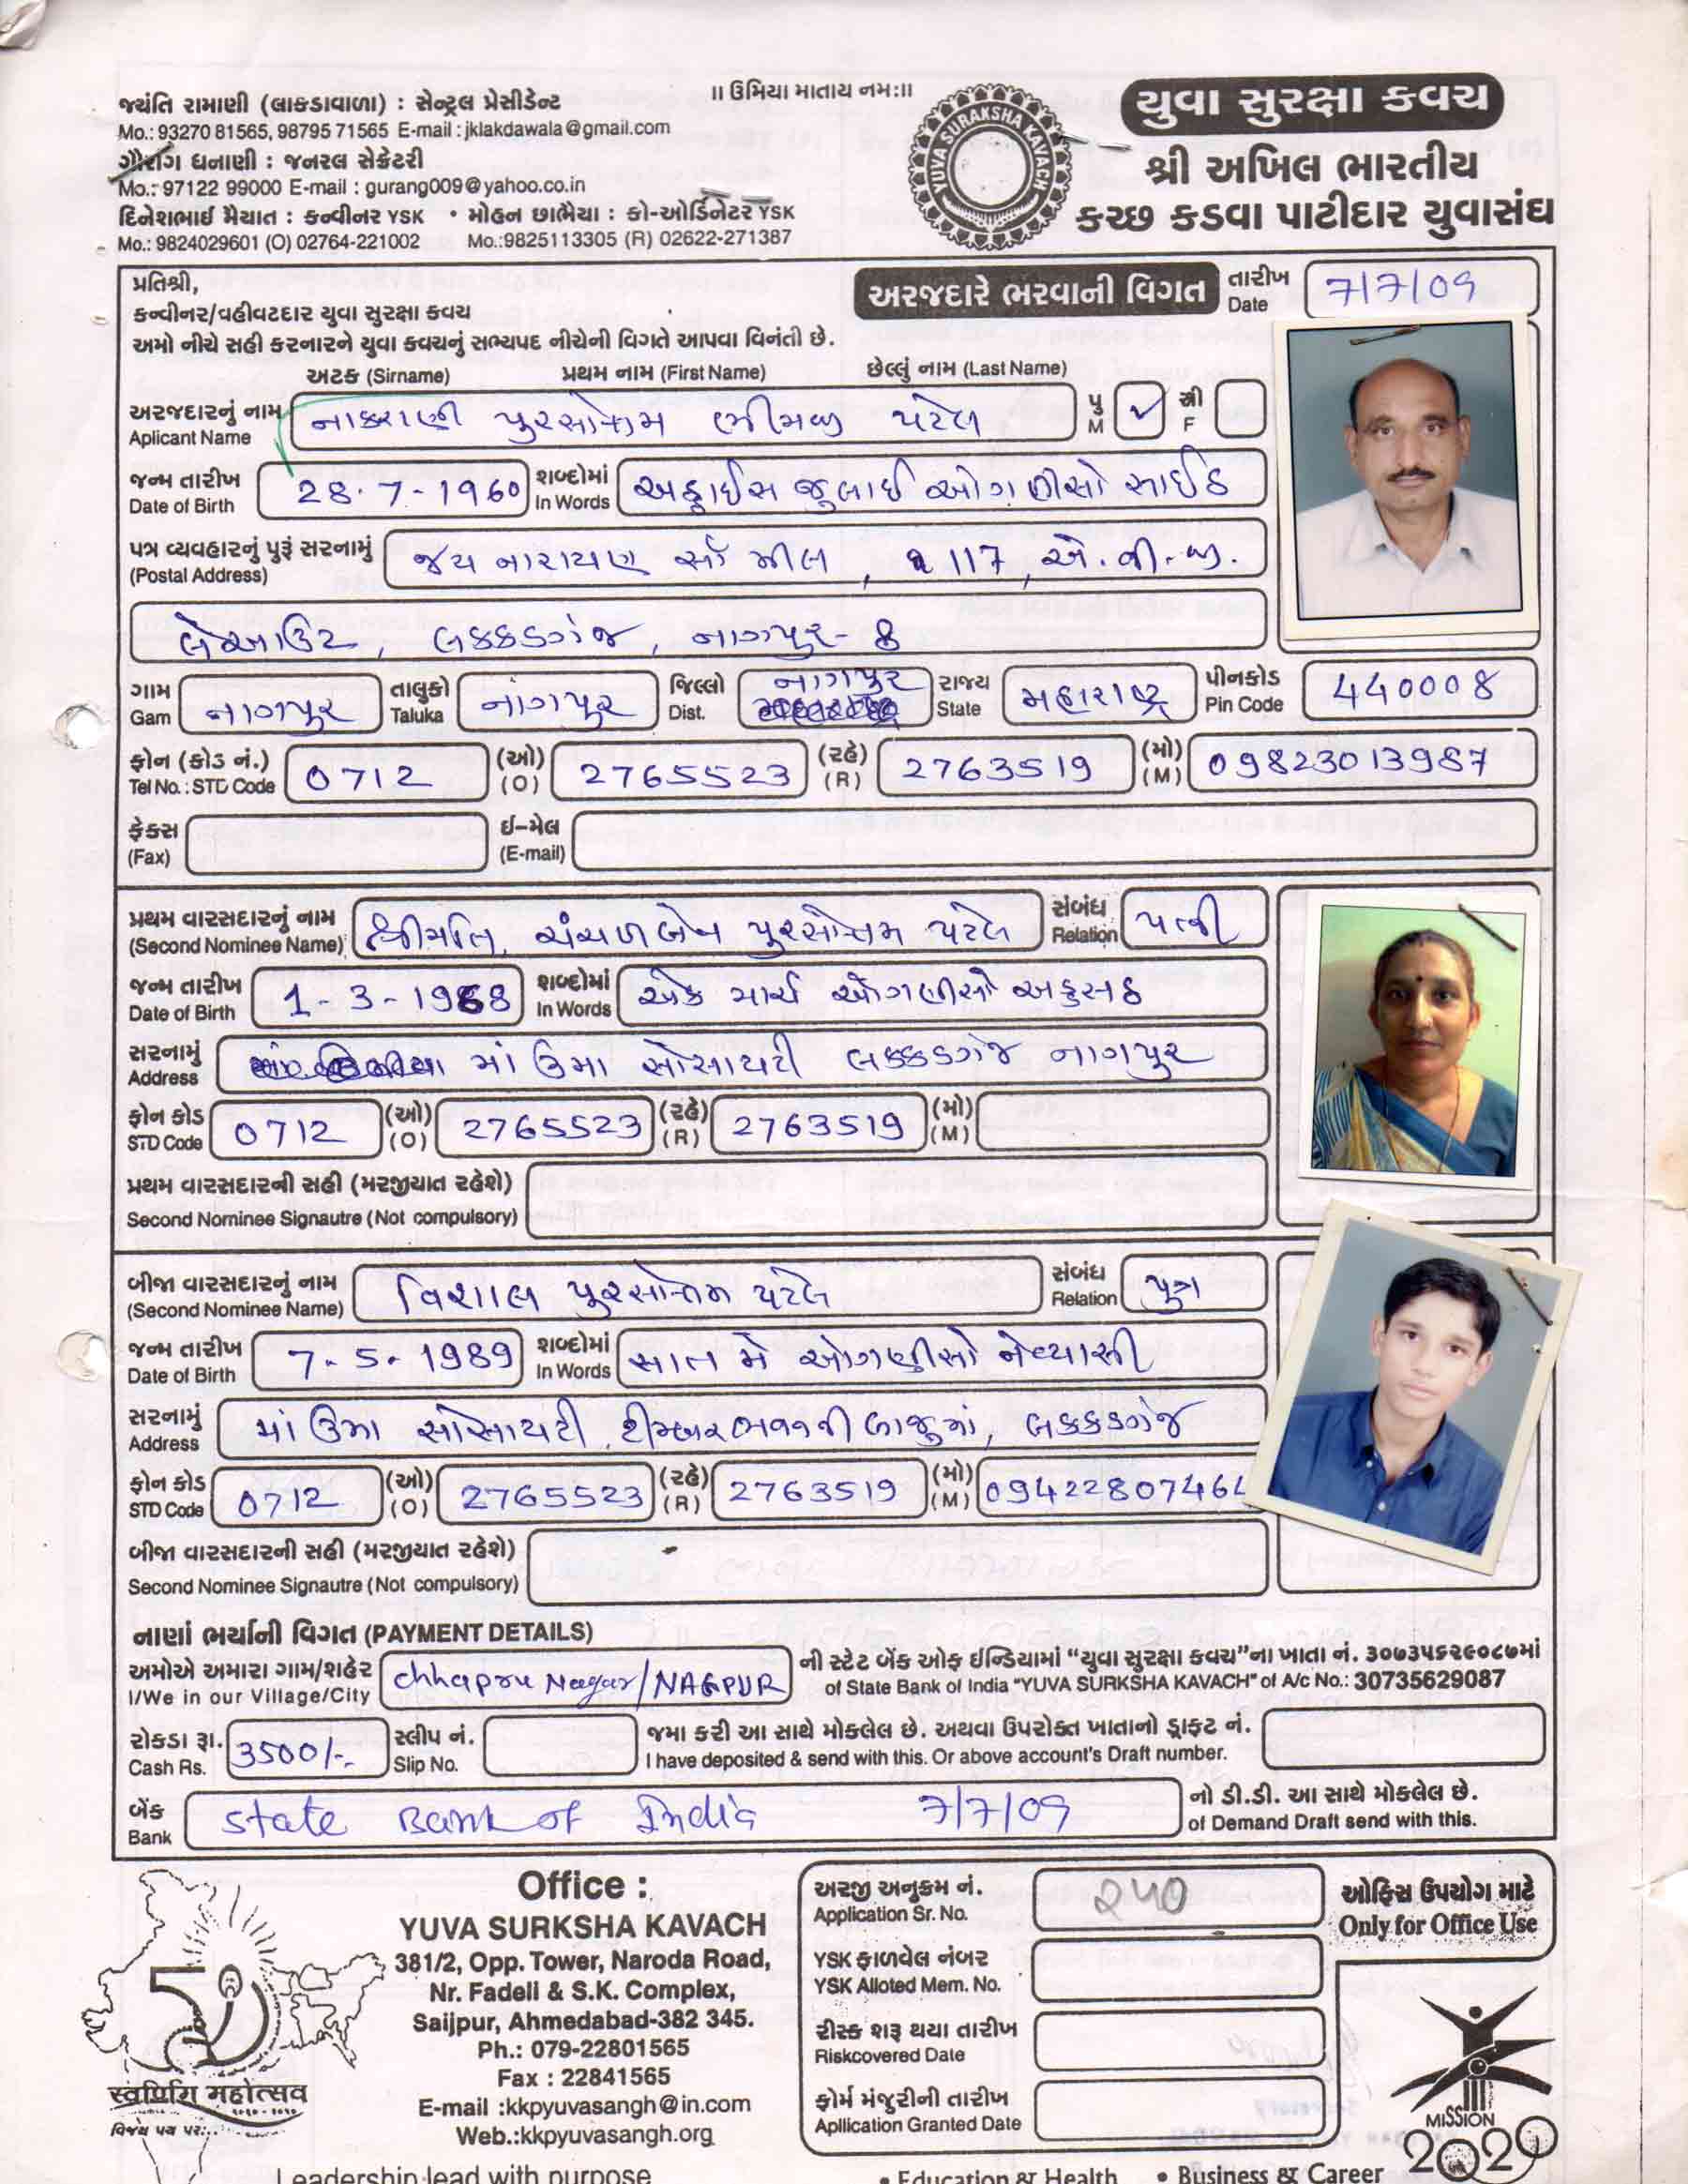 ॥ ઉમિયા માતાય નમઃ॥
જયંતિ રામાણી (લાકડાવાળા) : સેન્ટ્રલ પ્રેસીડેન્ટ
Mo.: 93270 81565, 98795 71565 E-mail : jklakdawala@gmail.com
ગૌરાંગ ધનાણી : જનરલ સેક્રેટરી
Mo.: 97122 99000 E-mail : gurang009@yahoo.co.in
દિનેશભાઈ મૈયાત : કન્વીનર YSK • મોહન છાભૈયા : કો-ઓર્ડિનેટર YSK
Mo.: 9824029601 (O) 02764-221002 Mo.:9825113305 (R) 02622-271387
YUVA SURAKSHA KAVACH
યુવા સુરક્ષા કવચ
શ્રી અખિલ ભારતીય
કચ્છ કડવા પાટીદાર યુવાસંઘ
પ્રતિશ્રી,
અરજદારે ભરવાની વિગત
તારીખ 7/7/09
Date
કન્વીનર/વહીવટદાર યુવા સુરક્ષા કવચ
અમો નીચે સહી કરનારને યુવા કવચનું સભ્યપદ નીચેની વિગતે આપવા વિનંતી છે.
અટક (Sirname) પ્રથમ નામ (First Name) છેલ્લું નામ (Last Name)
અરજદારનું નામ નાકરાણી પુરસોત્તમ ભીમજી પટેલ પુ ✓ સ્ત્રી
Aplicant Name M F
જન્મ તારીખ 28-7-1960 શબ્દોમાં અઠ્ઠાઈસ જુલાઈ ઓગણીસો સાઈઠ
Date of Birth In Words
પત્ર વ્યવહારનું પુરૂં સરનામું જય નારાયણ સૉ મીલ, 117, એ.વી.જી.
(Postal Address)
લેઆઉટ, લકકડગંજ, નાગપુર-8
ગામ નાગપુર તાલુકો નાગપુર જિલ્લો નાગપુર રાજ્ય મહારાષ્ટ્ર પીનકોડ 440008
Gam Taluka Dist. State Pin Code
ફોન (કોડ નં.) 0712 (ઓ) 2765523 (રહે) 2763519 (મો) 09823013987
Tel No. : STD Code (O) (R) (M)
ફેક્સ ઈ-મેલ
(Fax) (E-mail)
પ્રથમ વારસદારનું નામ શ્રીમતિ. ચંચળબેન પુરસોત્તમ પટેલ સંબંધ પત્ની
(Second Nominee Name) Relation
જન્મ તારીખ 1-3-1968 શબ્દોમાં એક માર્ચ ઓગણીસો અડસઠ
Date of Birth In Words
સરનામું માં ઉમા સોસાયટી લકકડગંજ નાગપુર
Address
ફોન કોડ 0712 (ઓ) 2765523 (રહે) 2763519 (મો)
STD Code (O) (R) (M)
પ્રથમ વારસદારની સહી (મરજીયાત રહેશે)
Second Nominee Signautre (Not compulsory)
બીજા વારસદારનું નામ વિશાલ પુરસોત્તમ પટેલ સંબંધ પુત્ર
(Second Nominee Name) Relation
જન્મ તારીખ 7-5-1989 શબ્દોમાં સાત મે ઓગણીસો નેવ્યાસી
Date of Birth In Words
સરનામું માં ઉમા સોસાયટી, ટીમ્બર ભવનની બાજુમાં, લકકકડગંજ
Address
ફોન કોડ 0712 (ઓ) 2765523 (રહે) 2763519 (મો)
STD Code (O) (R) (M)
બીજા વારસદારની સહી (મરજીયાત રહેશે)
Second Nominee Signautre (Not compulsory)
નાણાં ભર્યાની વિગત (PAYMENT DETAILS)
અમોએ અમારા ગામ/શહેર chhapru Nagar/NAGPUR ની સ્ટેટ બેંક ઓફ ઈન્ડિયામાં “યુવા સુરક્ષા કવચ”ના ખાતા નં. ૩૦૭૩૫૬૨૯૦૮૭માં
I/We in our Village/City of State Bank of India "YUVA SURKSHA KAVACH" of A/c No.: 30735629087
રોકડા રૂા. 3500/- સ્લીપ નં. જમા કરી આ સાથે મોકલેલ છે. અથવા ઉપરોક્ત ખાતાનો ડ્રાફ્ટ નં.
Cash Rs. Slip No. I have deposited & send with this. Or above account's Draft number.
બેંક State Bank of India 7/7/09 નો ડી.ડી. આ સાથે મોકલેલ છે.
Bank of Demand Draft send with this.
Office :
YUVA SURKSHA KAVACH
381/2, Opp. Tower, Naroda Road,
Nr. Fadeli & S.K. Complex,
Saijpur, Ahmedabad-382 345.
Ph.: 079-22801565
Fax : 22841565
E-mail :kkpyuvasangh@in.com
Web.:kkpyuvasangh.org
અરજી અનુક્રમ નં. 240
Application Sr. No.
ઓફિસ ઉપયોગ માટે
Only for Office Use
YSK ફાળવેલ નંબર
YSK Alloted Mem. No.
રીસ્ક શરૂ થયા તારીખ
Riskcovered Date
ફોર્મ મંજુરીની તારીખ
Apllication Granted Date
50
મહોત્સવ
MISSION
2020
Leadership lead with purpose • Education & Health • Business & Career